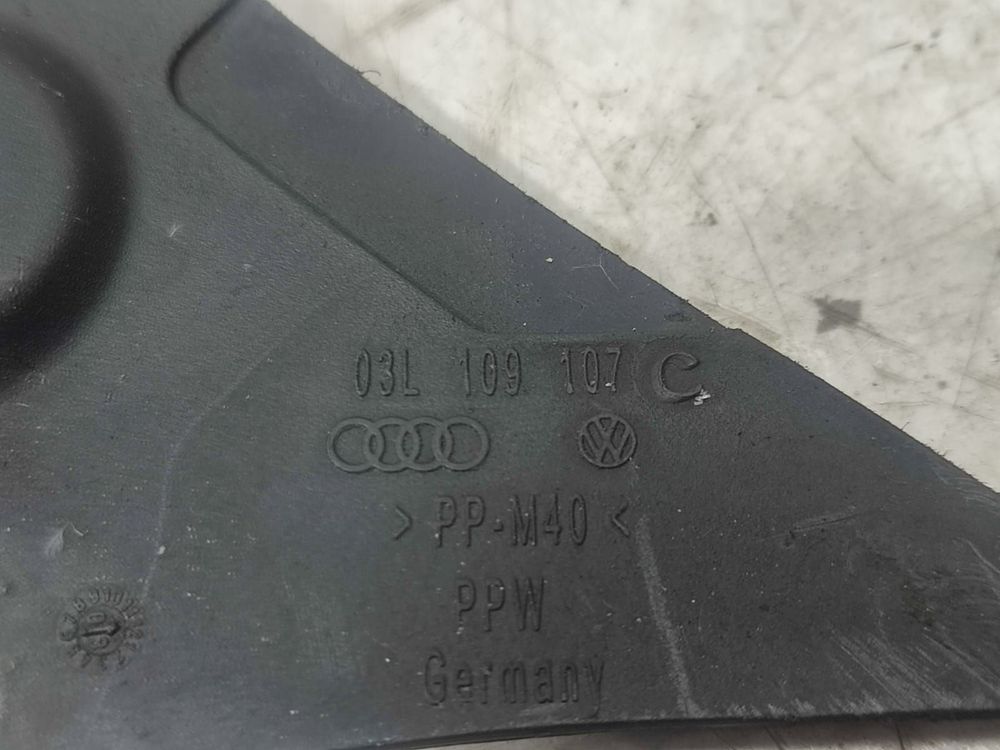 03L 109 107 C
> PP-M40 <
PPW
Germany